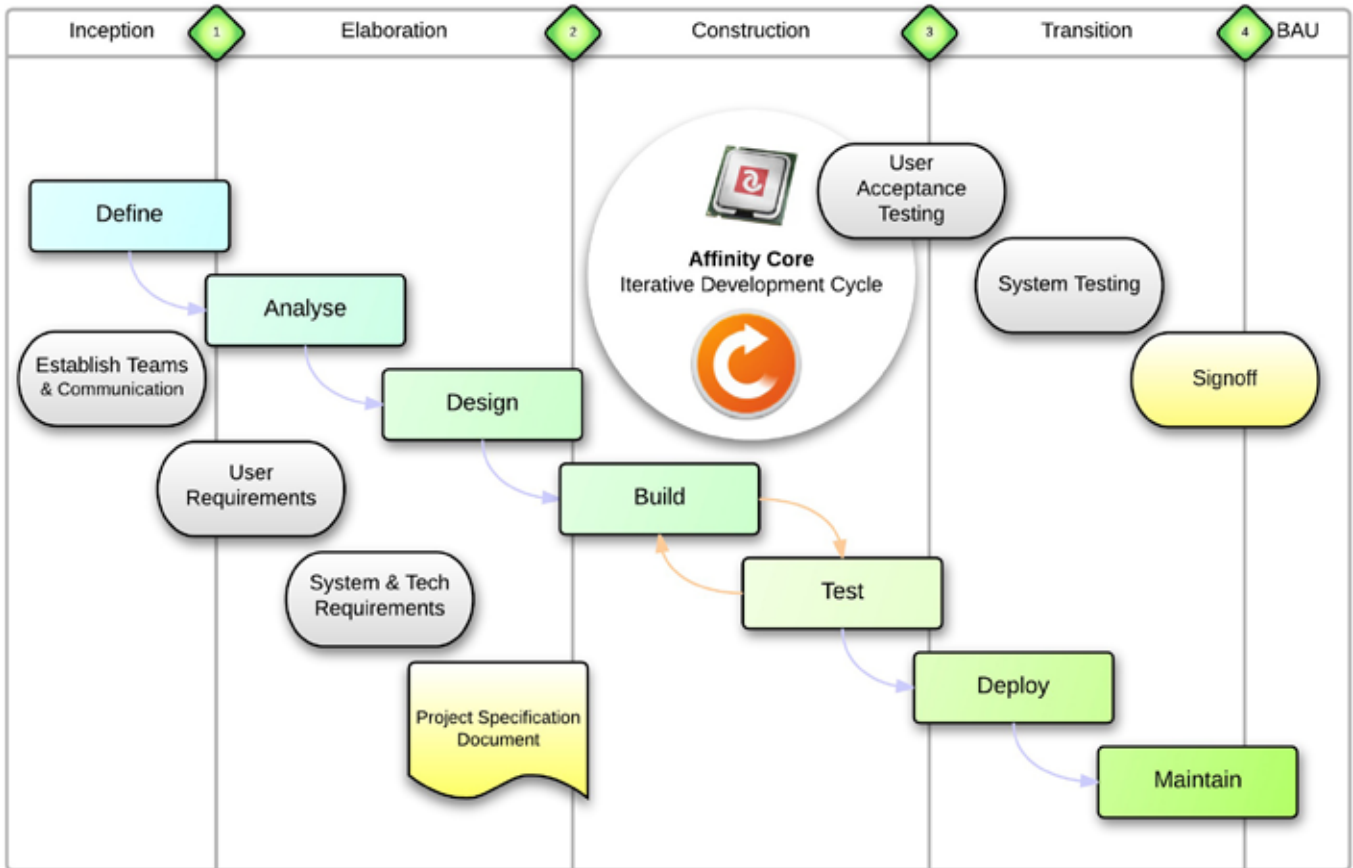 Inception
1
Elaboration
2
Construction
3
Transition
4
BAU
Define
Analyse
Establish Teams
& Communication
Design
User
Requirements
System & Tech
Requirements
Project Specification
Document
Affinity Core
Iterative Development Cycle
Build
Test
User
Acceptance
Testing
System Testing
Signoff
Deploy
Maintain